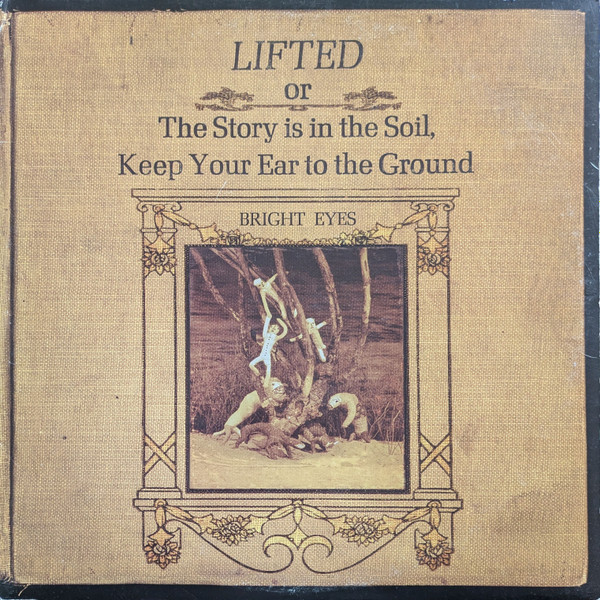 LIFTED
or
The Story is in the Soil,
Keep Your Ear to the Ground
BRIGHT EYES